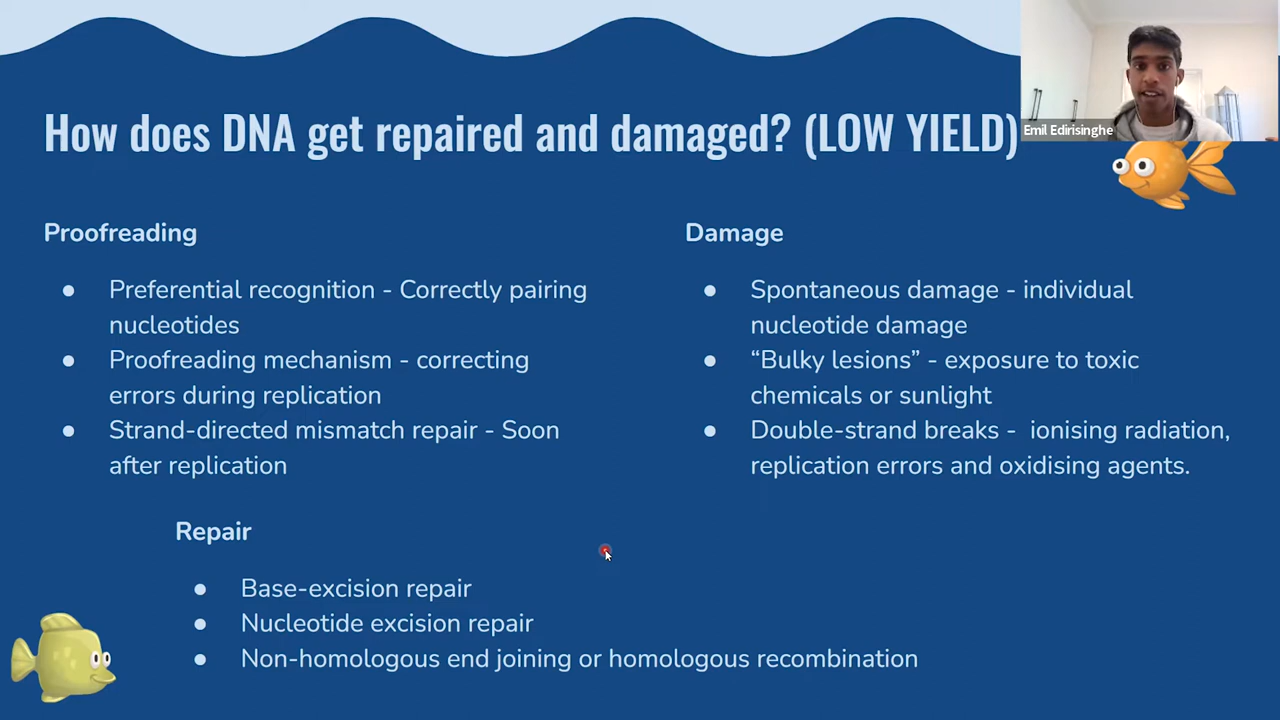 How does DNA get repaired and damaged? (LOW YIELD)
Emil Edirisinghe
Proofreading
● Preferential recognition - Correctly pairing
nucleotides
● Proofreading mechanism - correcting
errors during replication
● Strand-directed mismatch repair - Soon
after replication
Damage
● Spontaneous damage - individual
nucleotide damage
● “Bulky lesions” - exposure to toxic
chemicals or sunlight
● Double-strand breaks - ionising radiation,
replication errors and oxidising agents.
Repair
● Base-excision repair
● Nucleotide excision repair
● Non-homologous end joining or homologous recombination